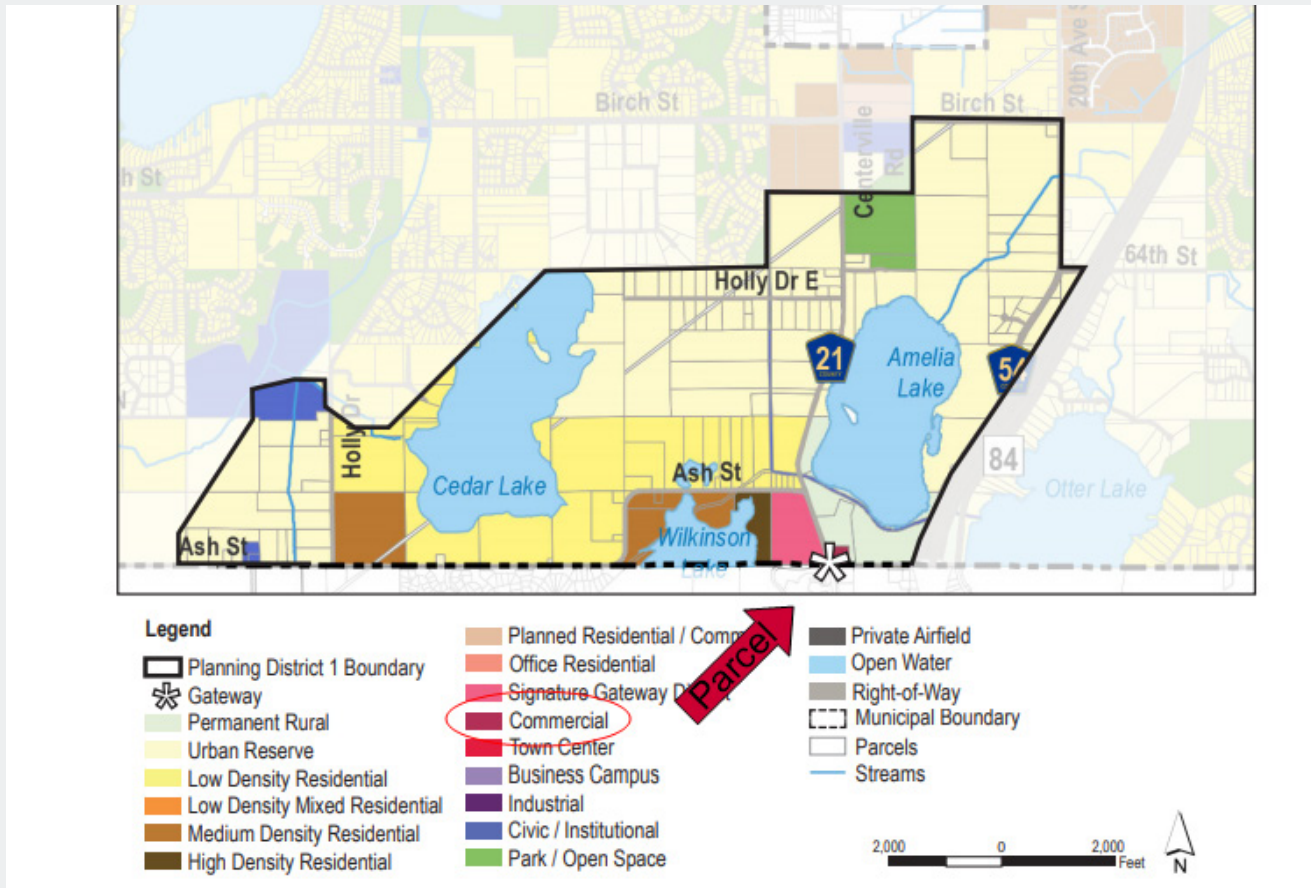 Birch St
Birch St
20th Ave S
h St
Centerville
Rd
64th St
Holly Dr E
21
COUNTY
Amelia
Lake
54
Holly Dr
84
Ash St
Cedar Lake
Otter Lake
Wilkinson
Lake
Ash St
Parcel
Legend
Planning District 1 Boundary
Gateway
Permanent Rural
Urban Reserve
Low Density Residential
Low Density Mixed Residential
Medium Density Residential
High Density Residential
Planned Residential / Comm
Office Residential
Signature Gateway D
Commercial
Town Center
Business Campus
Industrial
Civic / Institutional
Park / Open Space
Private Airfield
Open Water
Right-of-Way
Municipal Boundary
Parcels
Streams
2,000 0 2,000
Feet
N